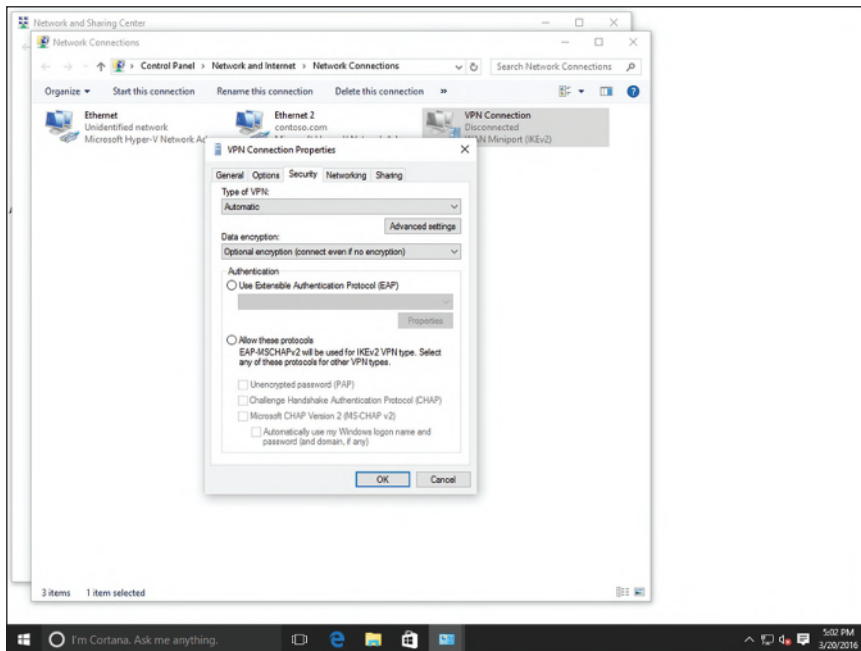 Network and Sharing Center
Network Connections
Control Panel › Network and Internet › Network Connections
Search Network Connections
Organize
Start this connection
Rename this connection
Delete this connection
»
Ethernet
Unidentified network
Microsoft Hyper-V Network Ad
Ethernet 2
contoso.com
VPN Connection
Disconnected
WAN Miniport (IKEv2)
VPN Connection Properties
General
Options
Security
Networking
Sharing
Type of VPN:
Automatic
Advanced settings
Data encryption:
Optional encryption (connect even if no encryption)
Authentication
Use Extensible Authentication Protocol (EAP)
Properties
Allow these protocols
EAP-MSCHAPv2 will be used for IKEv2 VPN type. Select
any of these protocols for other VPN types.
Unencrypted password (PAP)
Challenge Handshake Authentication Protocol (CHAP)
Microsoft CHAP Version 2 (MS-CHAP v2)
Automatically use my Windows logon name and
password (and domain, if any)
OK
Cancel
3 items
1 item selected
I'm Cortana. Ask me anything.
5:02 PM
3/20/2016